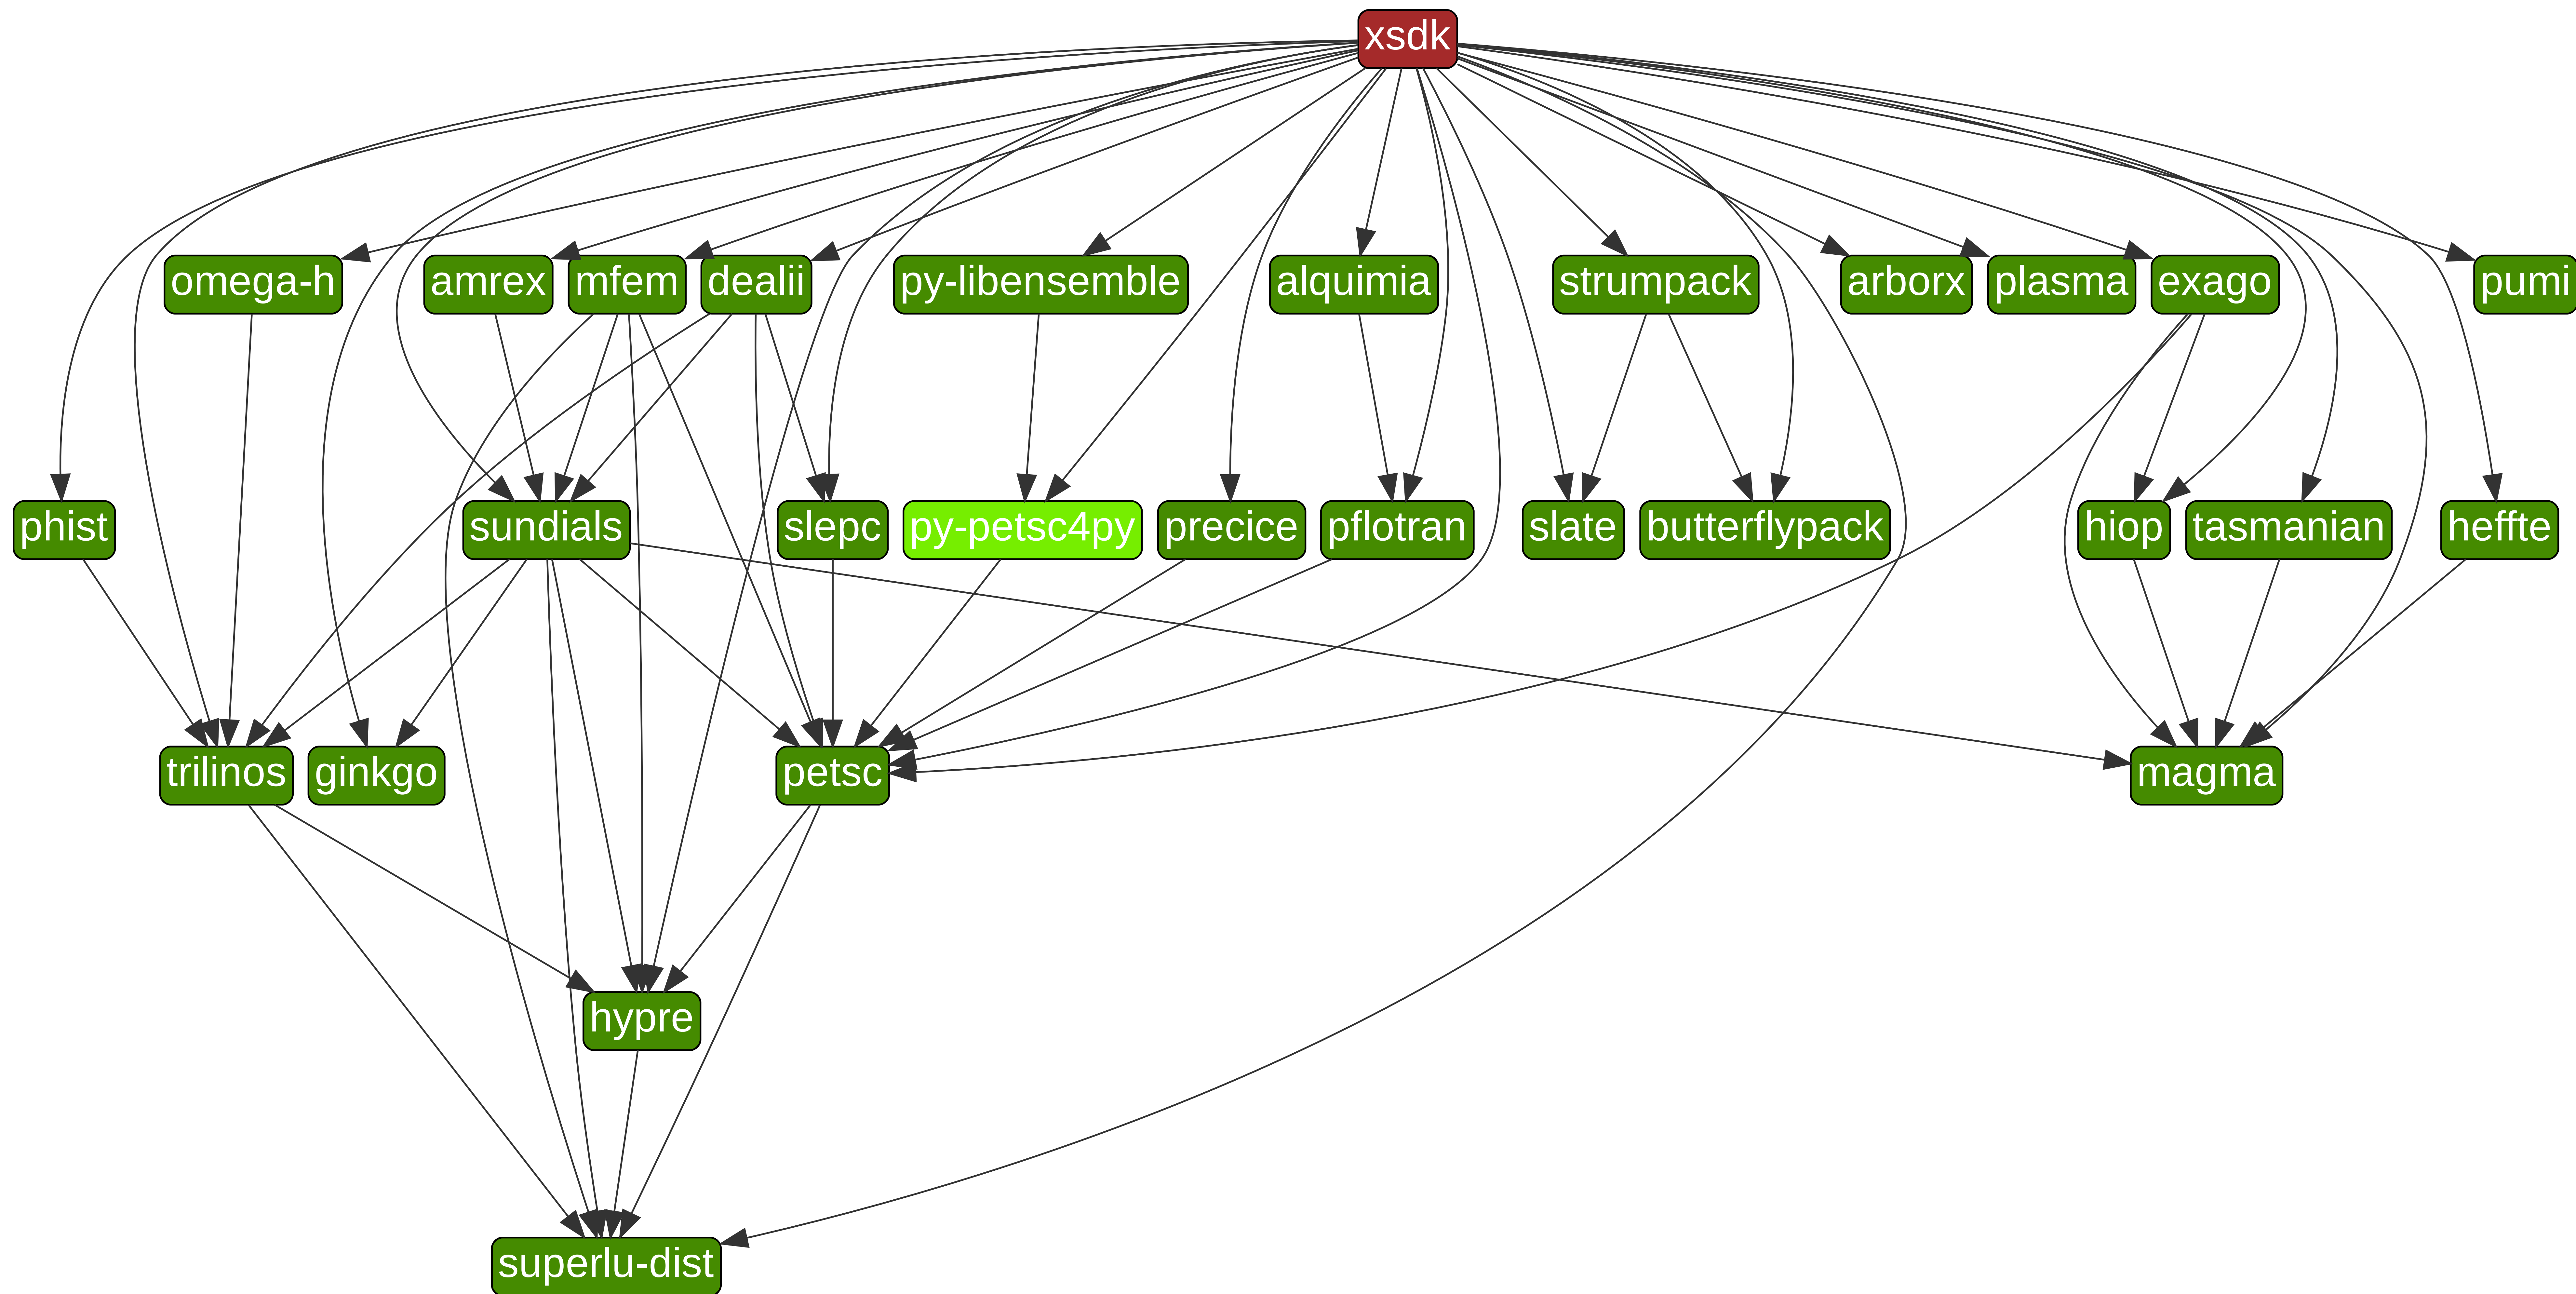 xsdk
omega-h
amrex
mfem
dealii
py-libensemble
alquimia
strumpack
arborx
plasma
exago
pumi
phist
sundials
slepc
py-petsc4py
precice
pflotran
slate
butterflypack
hiop
tasmanian
heffte
trilinos
ginkgo
petsc
magma
hypre
superlu-dist